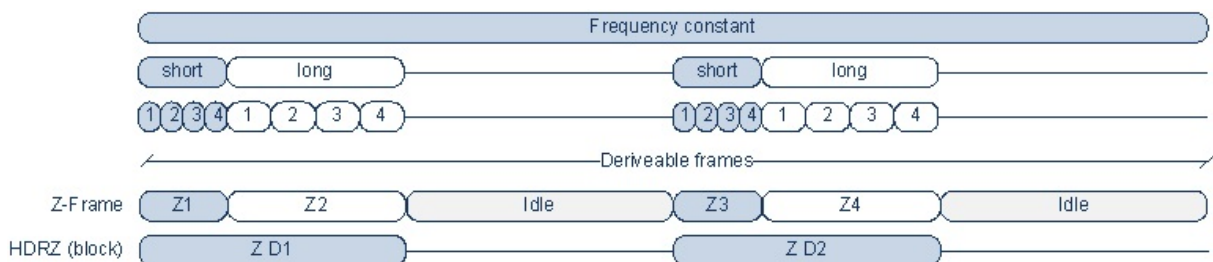 Frequency constant
short long short long
1 2 3 4 1 2 3 4 1 2 3 4 1 2 3 4
Deriveable frames
Z-Frame Z1 Z2 Idle Z3 Z4 Idle
HDRZ (block) Z D1 Z D2